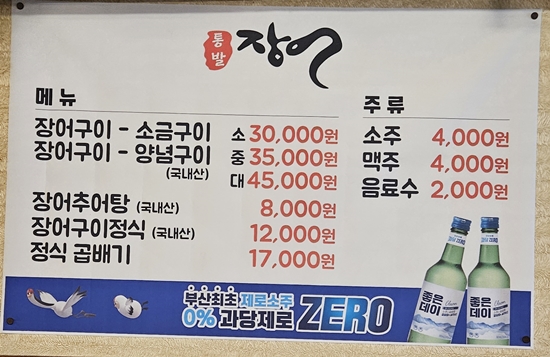 통발 장어
메뉴
장어구이 - 소금구이 소 30,000원
장어구이 - 양념구이 중 35,000원
(국내산) 대 45,000원
장어추어탕 (국내산) 8,000원
장어구이정식 (국내산) 12,000원
정식 곱배기 17,000원
주류
소주 4,000원
맥주 4,000원
음료수 2,000원
부산최초 제로소주
0% 과당제로 ZERO
좋은데이
좋은데이